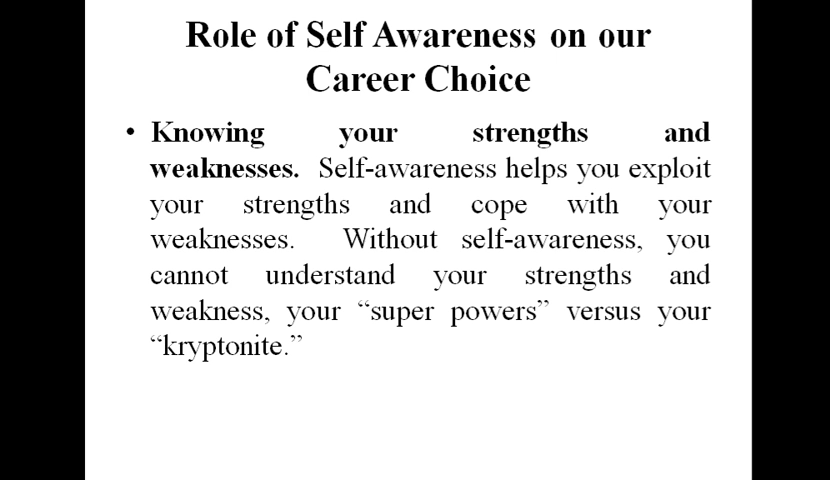 Role of Self Awareness on our
Career Choice
• Knowing your strengths and
weaknesses. Self-awareness helps you exploit
your strengths and cope with your
weaknesses. Without self-awareness, you
cannot understand your strengths and
weakness, your “super powers” versus your
“kryptonite.”